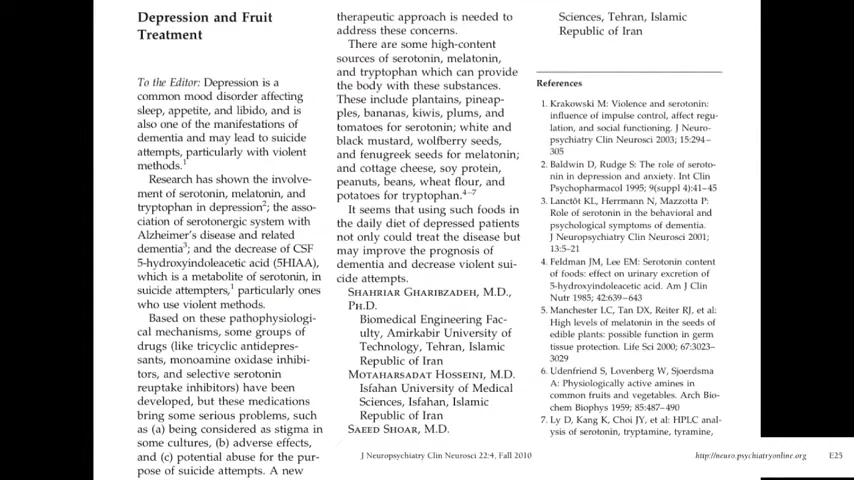 Depression and Fruit
Treatment
To the Editor: Depression is a
common mood disorder affecting
sleep, appetite, and libido, and is
also one of the manifestations of
dementia and may lead to suicide
attempts, particularly with violent
methods.1
Research has shown the involve-
ment of serotonin, melatonin, and
tryptophan in depression2; the asso-
ciation of serotonergic system with
Alzheimer's disease and related
dementia3; and the decrease of CSF
5-hydroxyindoleacetic acid (5HIAA),
which is a metabolite of serotonin, in
suicide attempters,1 particularly ones
who use violent methods.
Based on these pathophysiologi-
cal mechanisms, some groups of
drugs (like tricyclic antidepres-
sants, monoamine oxidase inhibi-
tors, and selective serotonin
reuptake inhibitors) have been
developed, but these medications
bring some serious problems, such
as (a) being considered as stigma in
some cultures, (b) adverse effects,
and (c) potential abuse for the pur-
pose of suicide attempts. A new
therapeutic approach is needed to
address these concerns.
There are some high-content
sources of serotonin, melatonin,
and tryptophan which can provide
the body with these substances.
These include plantains, pineap-
ples, bananas, kiwis, plums, and
tomatoes for serotonin; white and
black mustard, wolfberry seeds,
and fenugreek seeds for melatonin;
and cottage cheese, soy protein,
peanuts, beans, wheat flour, and
potatoes for tryptophan.4–7
It seems that using such foods in
the daily diet of depressed patients
not only could treat the disease but
may improve the prognosis of
dementia and decrease violent sui-
cide attempts.
Shahriar Gharibzadeh, M.D.,
Ph.D.
Biomedical Engineering Fac-
ulty, Amirkabir University of
Technology, Tehran, Islamic
Republic of Iran
Motaharsadat Hosseini, M.D.
Isfahan University of Medical
Sciences, Isfahan, Islamic
Republic of Iran
Saeed Shoar, M.D.
Sciences, Tehran, Islamic
Republic of Iran
References
1. Krakowski M: Violence and serotonin:
influence of impulse control, affect regu-
lation, and social functioning. J Neuro-
psychiatry Clin Neurosci 2003; 15:294–
305
2. Baldwin D, Rudge S: The role of seroto-
nin in depression and anxiety. Int Clin
Psychopharmacol 1995; 9(suppl 4):41–45
3. Lanctôt KL, Herrmann N, Mazzotta P:
Role of serotonin in the behavioral and
psychological symptoms of dementia.
J Neuropsychiatry Clin Neurosci 2001;
13:5–21
4. Feldman JM, Lee EM: Serotonin content
of foods: effect on urinary excretion of
5-hydroxyindoleacetic acid. Am J Clin
Nutr 1985; 42:639–643
5. Manchester LC, Tan DX, Reiter RJ, et al:
High levels of melatonin in the seeds of
edible plants: possible function in germ
tissue protection. Life Sci 2000; 67:3023–
3029
6. Udenfriend S, Lovenberg W, Sjoerdsma
A: Physiologically active amines in
common fruits and vegetables. Arch Bio-
chem Biophys 1959; 85:487–490
7. Ly D, Kang K, Choi JY, et al: HPLC anal-
ysis of serotonin, tryptamine, tyramine,
J Neuropsychiatry Clin Neurosci 22:4, Fall 2010
http://neuro.psychiatryonline.org E25